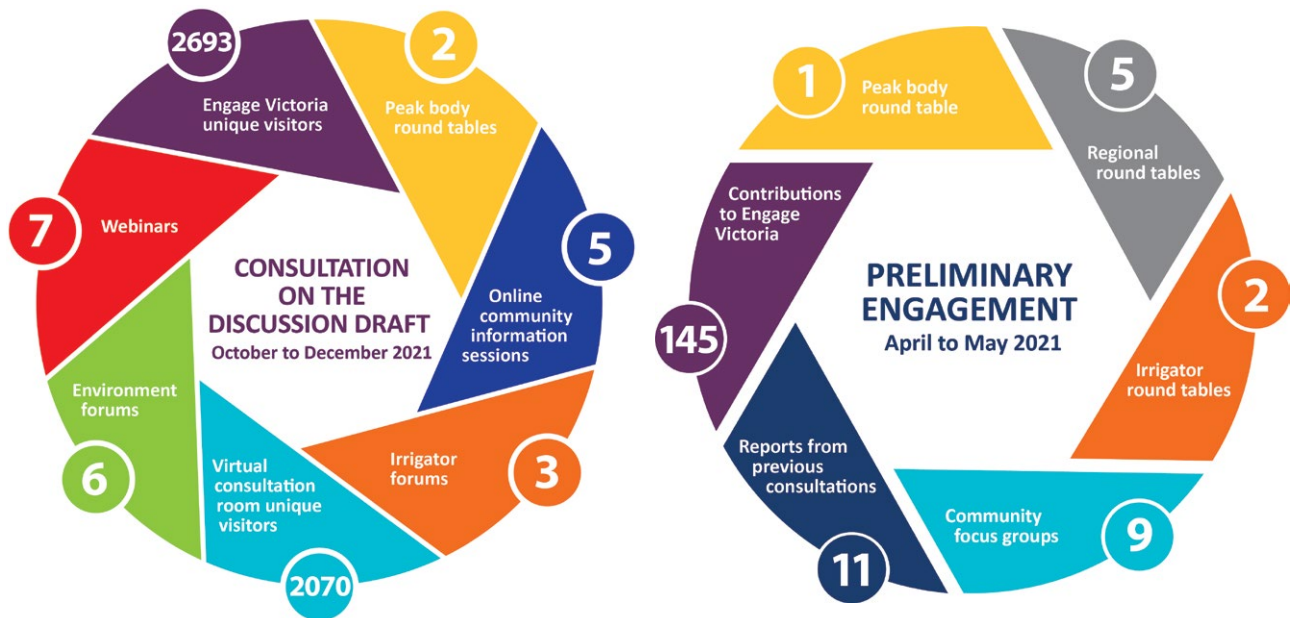 2693
Engage Victoria
unique visitors
2
Peak body
round tables
5
Online
community
information
sessions
3
Irrigator
forums
2070
Virtual
consultation
room unique
visitors
6
Environment
forums
7
Webinars
CONSULTATION
ON THE
DISCUSSION DRAFT
October to December 2021
1
Peak body
round table
5
Regional
round tables
2
Irrigator
round tables
9
Community
focus groups
11
Reports from
previous
consultations
145
Contributions
to Engage
Victoria
PRELIMINARY
ENGAGEMENT
April to May 2021